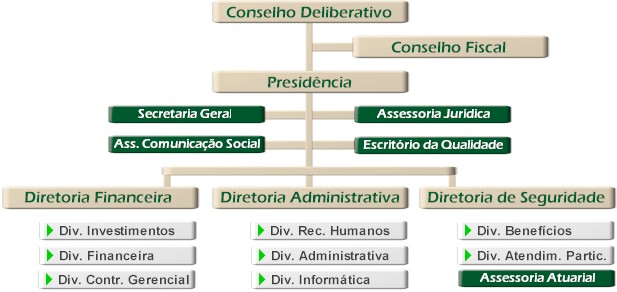 Conselho Deliberativo
Conselho Fiscal
Presidência
Secretaria Geral
Assessoria Juridica
Ass. Comunicação Social
Escritório da Qualidade
Diretoria Financeira
Diretoria Administrativa
Diretoria de Seguridade
Div. Investimentos
Div. Rec. Humanos
Div. Benefícios
Div. Financeira
Div. Administrativa
Div. Atendim. Partic.
Div. Contr. Gerencial
Div. Informática
Assessoria Atuarial